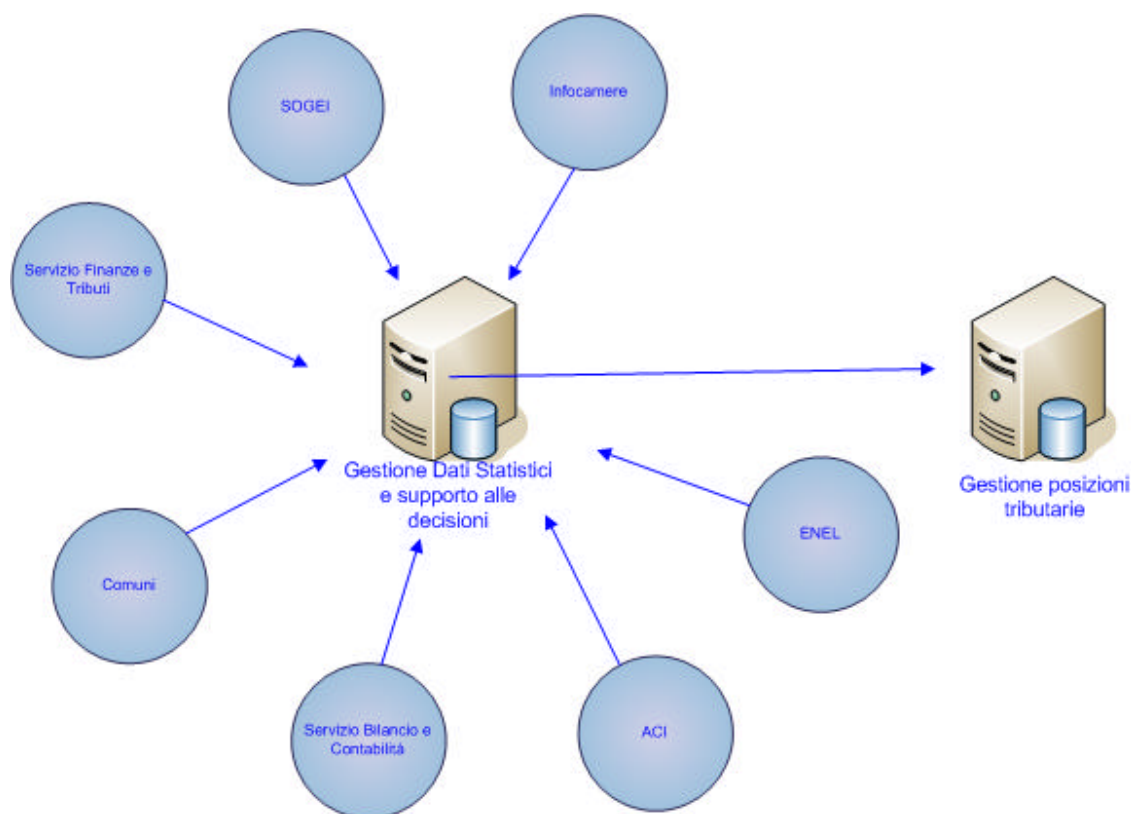 Infocamere
SOGEI
Servizio Finanze e
Tributi
Gestione Dati Statistici
e supporto alle
decisioni
Gestione posizioni
tributarie
ENEL
Comuni
Servizio Bilancio e
Contabilità
ACI